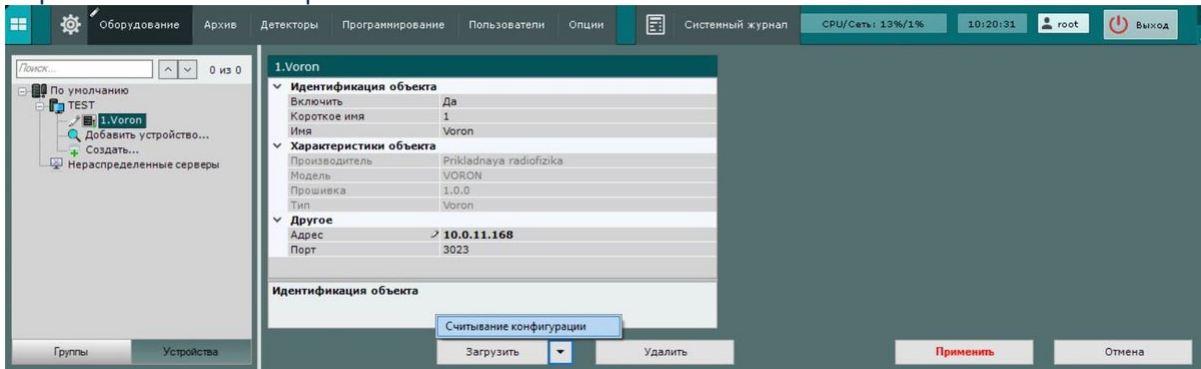 Оборудование Архив Детекторы Программирование Пользователи Опции Системный журнал CPU/Сеть: 13%/1% 10:20:31 root Выход
Поиск... 0 из 0
По умолчанию
TEST
1.Voron
Добавить устройство...
Создать...
Нераспределенные серверы
Группы Устройства
1.Voron
Идентификация объекта
Включить Да
Короткое имя 1
Имя Voron
Характеристики объекта
Производитель Prikladnaya radiofizika
Модель VORON
Прошивка 1.0.0
Тип Voron
Другое
Адрес 10.0.11.168
Порт 3023
Идентификация объекта
Считывание конфигурации
Загрузить Удалить Применить Отмена